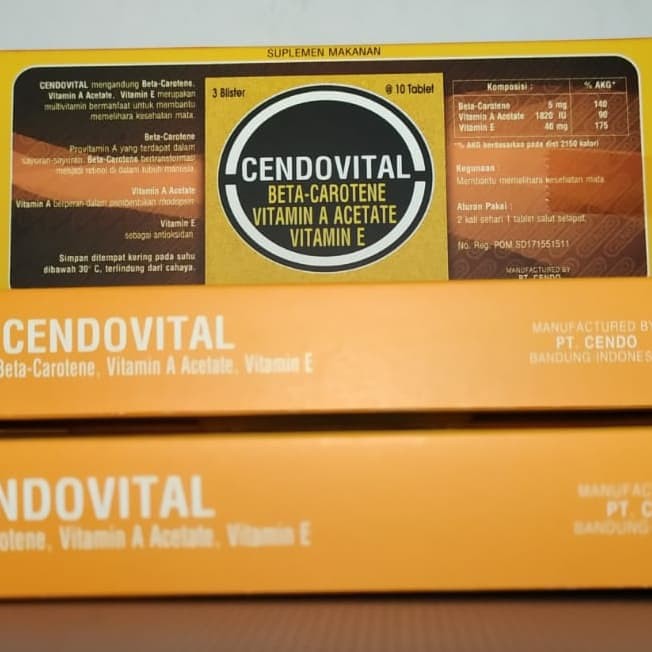 SUPLEMEN MAKANAN
CENDOVITAL mengandung Beta-Carotene,
Vitamin A Acetate, Vitamin E merupakan
multivitamin bermanfaat untuk membantu
memelihara kesehatan mata.
Beta-Carotene
Provitamin A yang terdapat dalam
sayuran-sayuran. Beta-Carotene bertransformasi
menjadi retinol di dalam tubuh manusia.
Vitamin A Acetate
Vitamin A berperan dalam pembentukan rhodopsin
Vitamin E
sebagai antioksidan.
Simpan ditempat kering pada suhu
dibawah 30° C, terlindung dari cahaya.
3 Blister @ 10 Tablet
CENDOVITAL
BETA-CAROTENE
VITAMIN A ACETATE
VITAMIN E
Komposisi : % AKG*
Beta-Carotene 5 mg 140
Vitamin A Acetate 1820 IU 90
Vitamin E 40 mg 175
*% AKG berdasarkan pada diet 2150 kalori
Kegunaan :
Membantu memelihara kesehatan mata.
Aturan Pakai :
2 kali sehari 1 tablet salut selaput.
No. Reg. POM SD171551511
MANUFACTURED BY
PT. CENDO
CENDOVITAL
Beta-Carotene, Vitamin A Acetate, Vitamin E
MANUFACTURED BY
PT. CENDO
BANDUNG INDONES
NDOVITAL
otene, Vitamin A Acetate, Vitamin E
MANUFAC
PT. C
BANDUNG